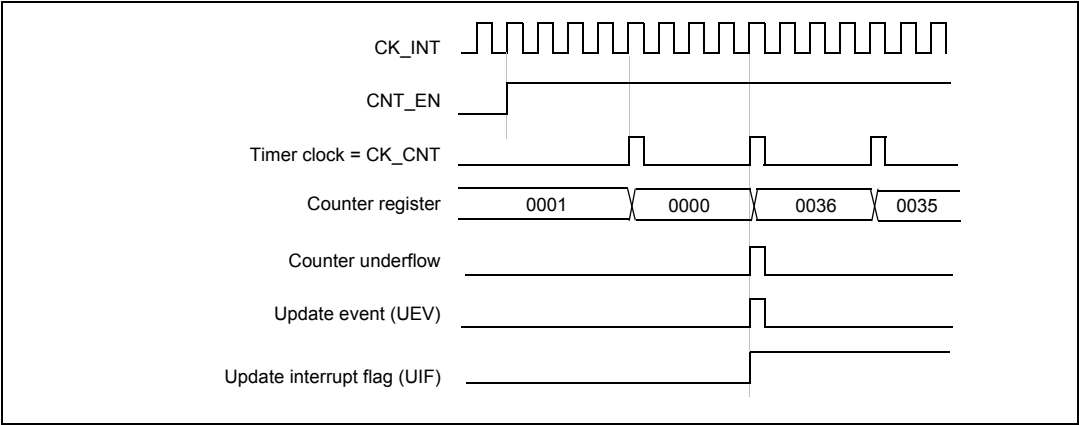 CK_INT
CNT_EN
Timer clock = CK_CNT
Counter register 0001 0000 0036 0035
Counter underflow
Update event (UEV)
Update interrupt flag (UIF)